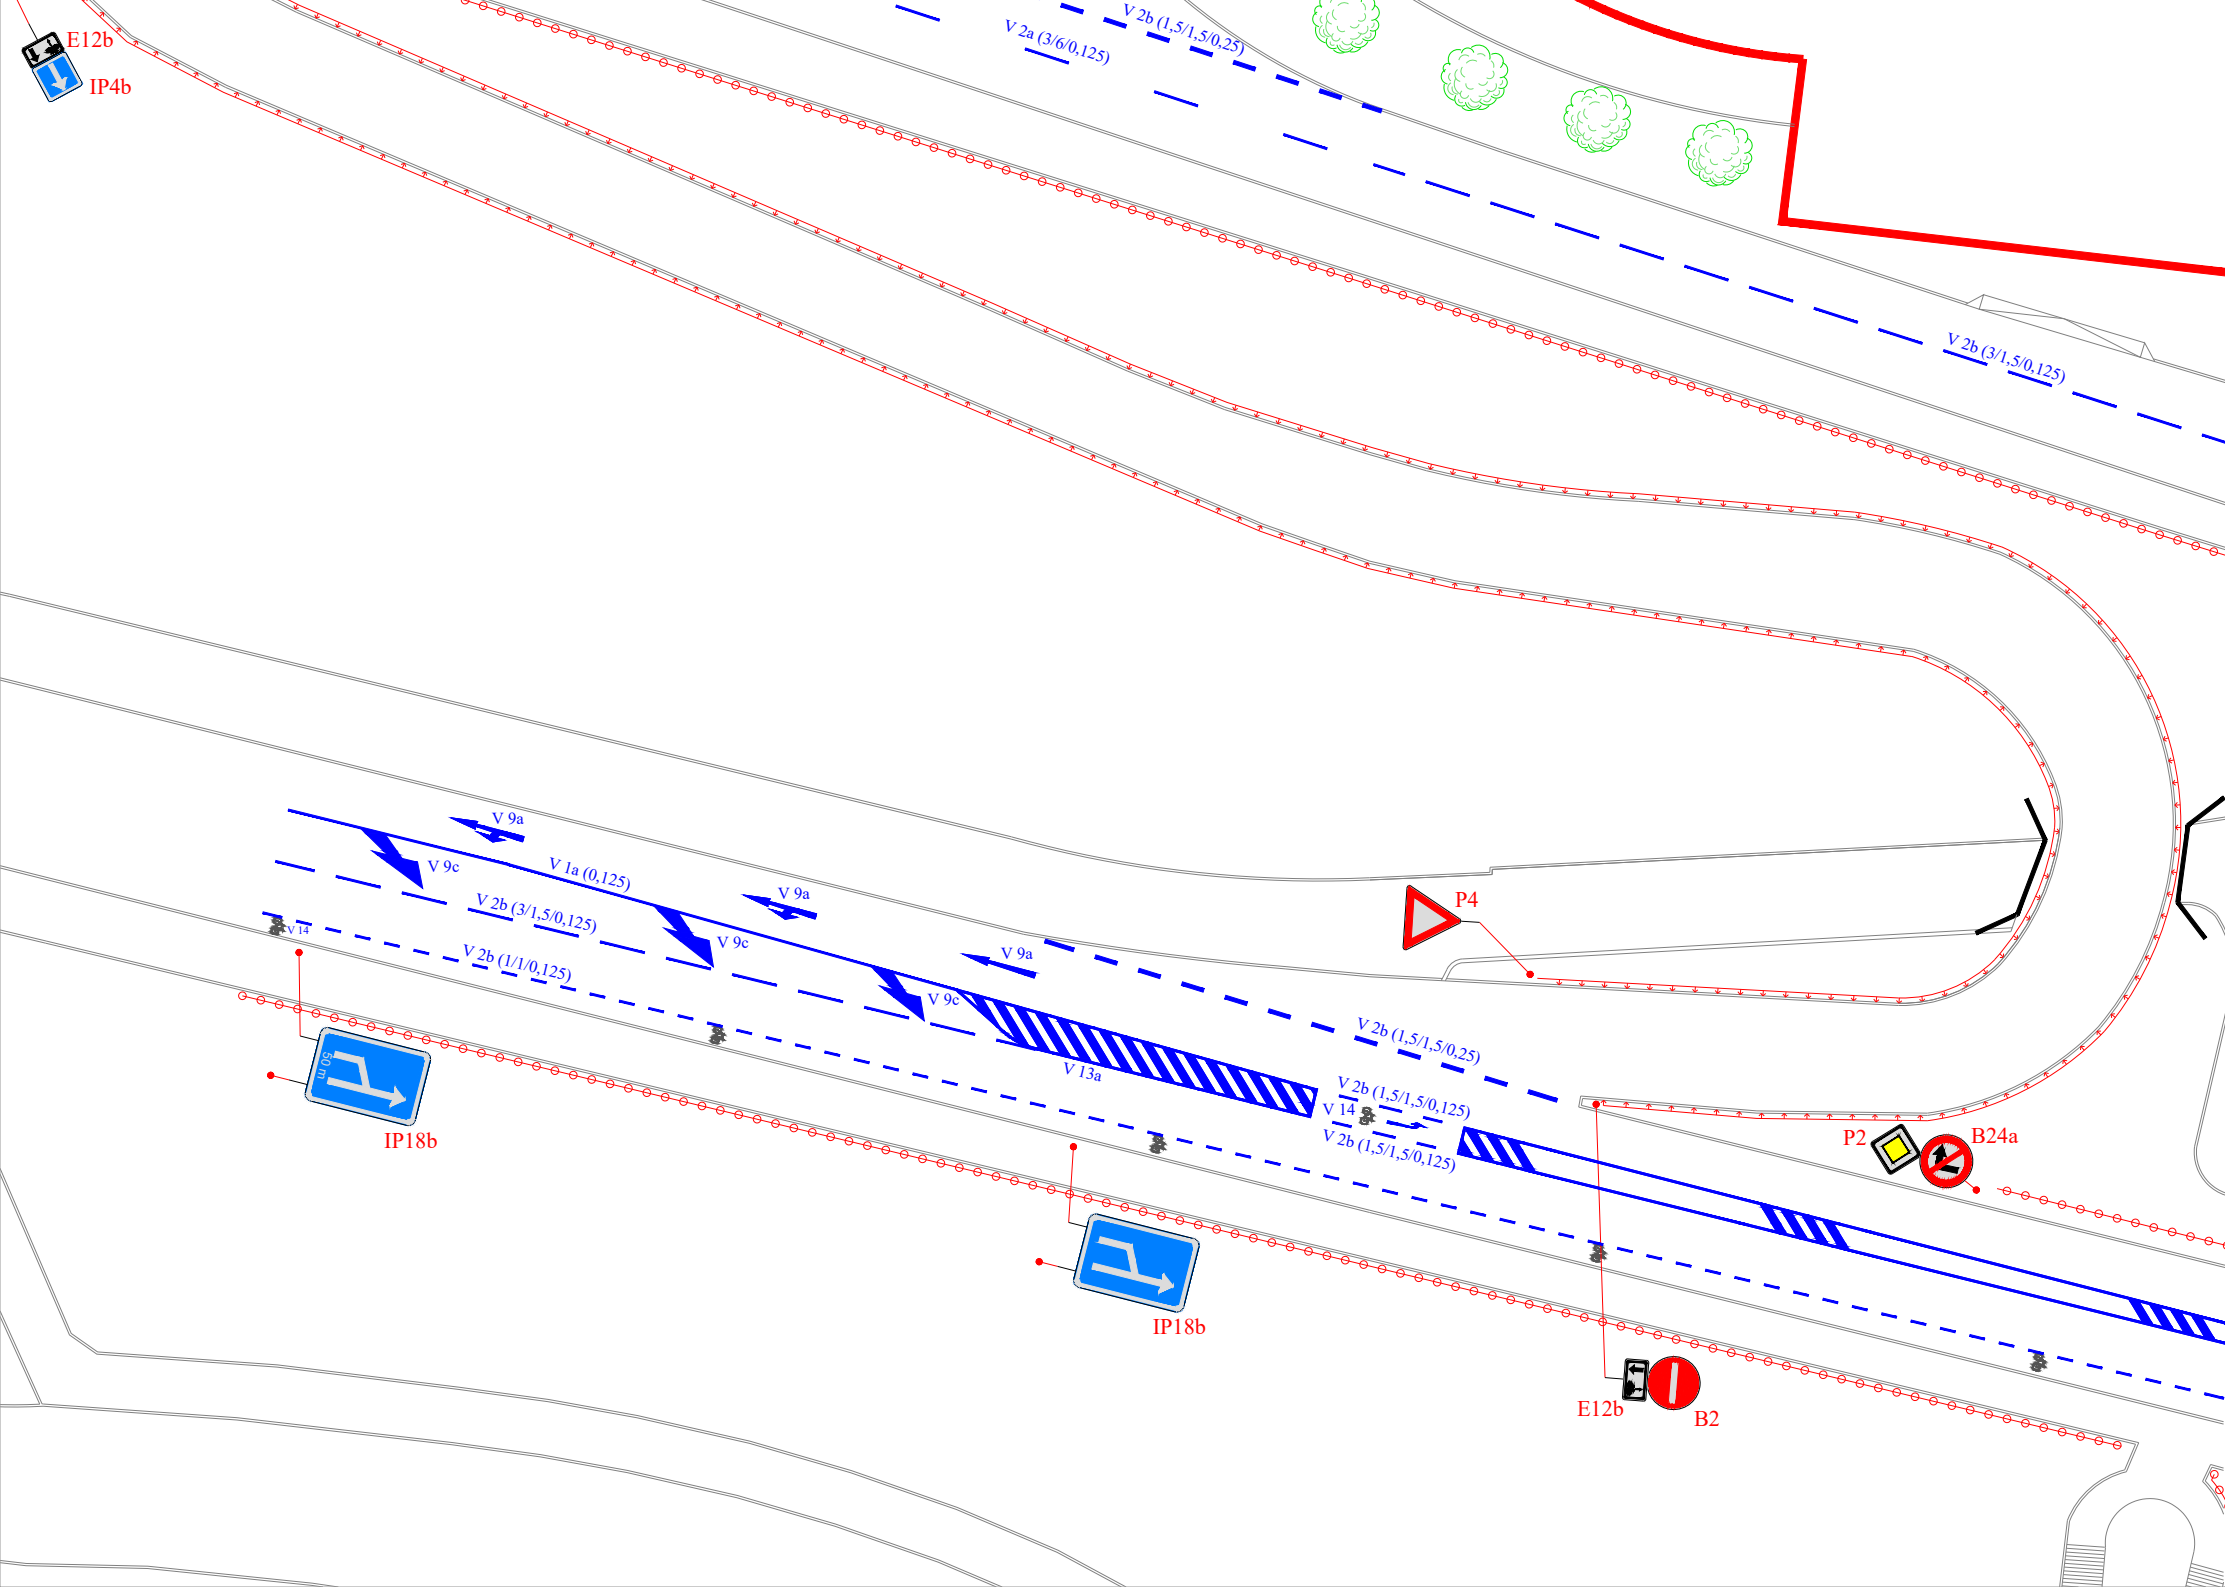 V 2b (1,5/1,5/0,25)
V 2a (3/6/0,125)
E12b
IP4b
V 2b (3/1,5/0,125)
V 9a
V 9c
V 1a (0,125)
V 9a
V 2b (3/1,5/0,125)
V 14
V 9c
V 2b (1/1/0,125)
V 9a
V 9c
P4
V 2b (1,5/1,5/0,25)
V 13a
50 m
V 2b (1,5/1,5/0,125)
V 14
V 2b (1,5/1,5/0,125)
IP18b
P2
B24a
IP18b
E12b
B2